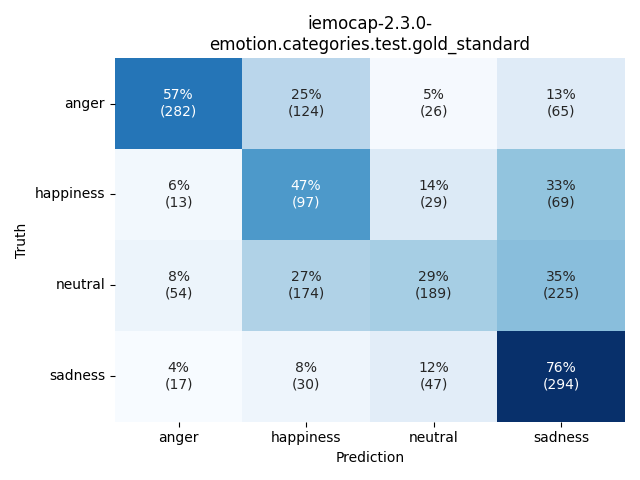 iemocap-2.3.0-
emotion.categories.test.gold_standard
Truth
anger
57%
(282)
25%
(124)
5%
(26)
13%
(65)
happiness
6%
(13)
47%
(97)
14%
(29)
33%
(69)
neutral
8%
(54)
27%
(174)
29%
(189)
35%
(225)
sadness
4%
(17)
8%
(30)
12%
(47)
76%
(294)
anger
happiness
neutral
sadness
Prediction